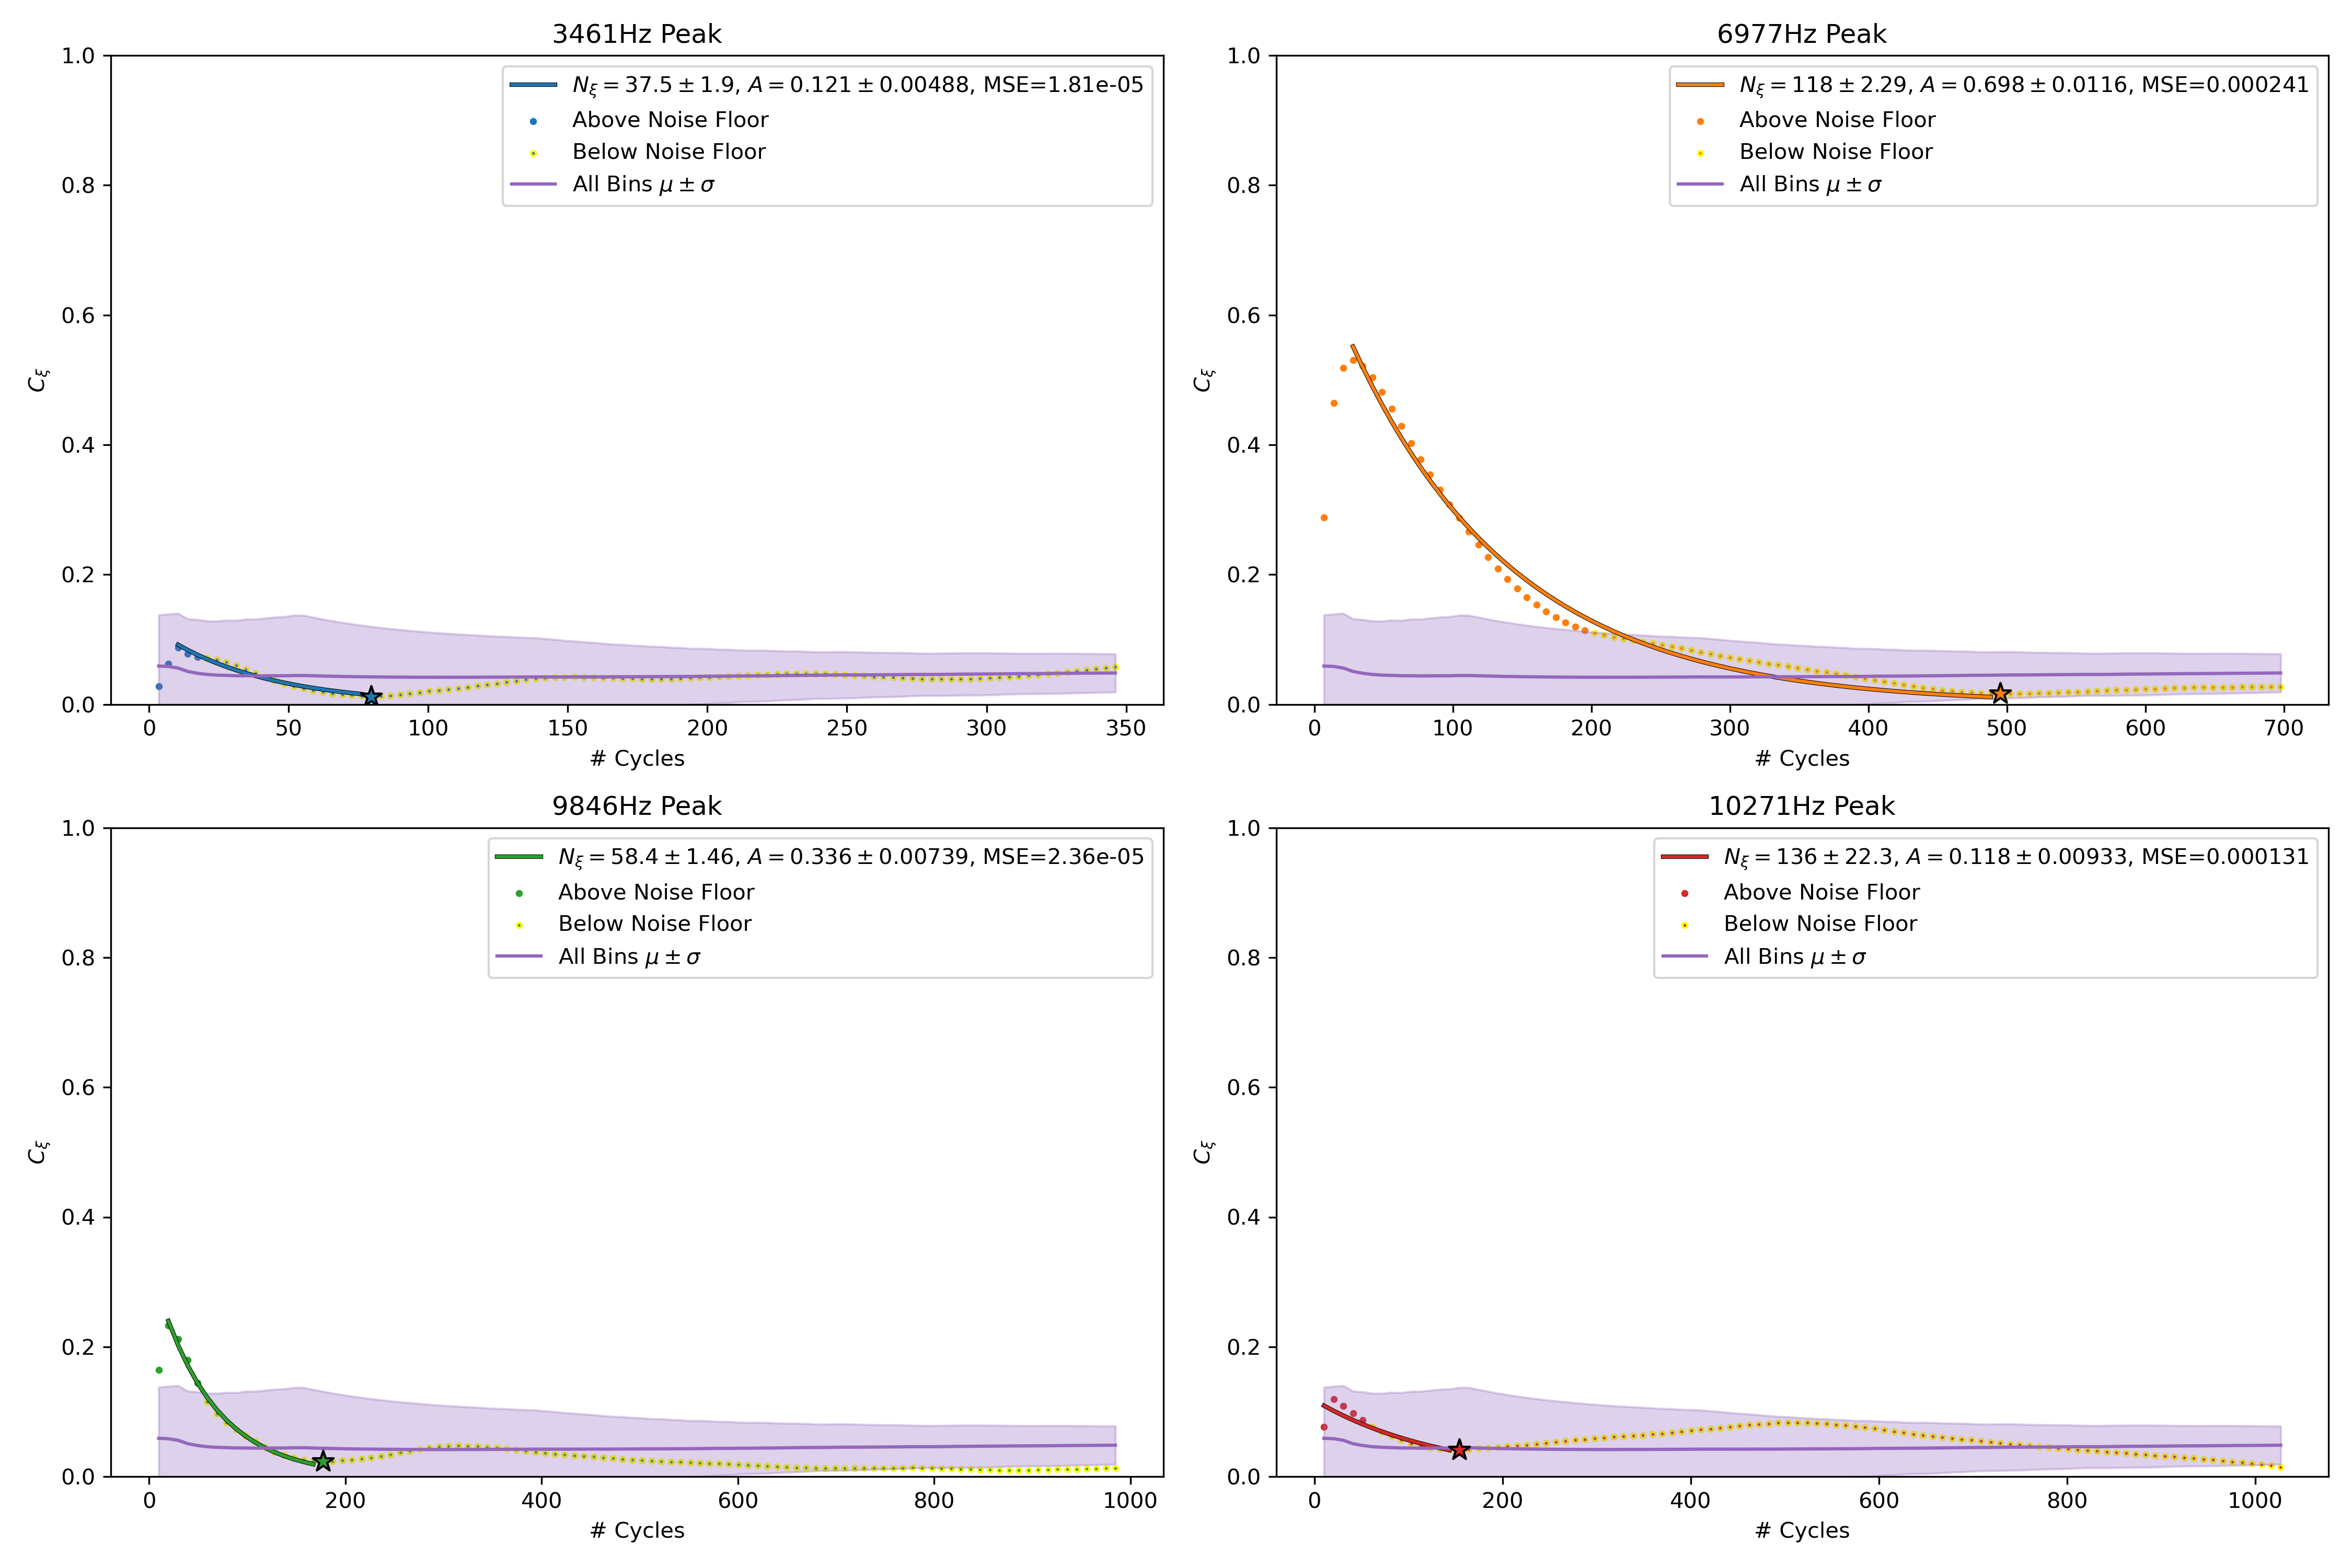 3461Hz Peak
1.0
0.8
0.6
0.4
0.2
0.0
Cξ
Nξ = 37.5 ± 1.9, A = 0.121 ± 0.00488, MSE=1.81e-05
Above Noise Floor
Below Noise Floor
All Bins μ ± σ
0 50 100 150 200 250 300 350
# Cycles
6977Hz Peak
1.0
0.8
0.6
0.4
0.2
0.0
Cξ
Nξ = 118 ± 2.29, A = 0.698 ± 0.0116, MSE=0.000241
Above Noise Floor
Below Noise Floor
All Bins μ ± σ
0 100 200 300 400 500 600 700
# Cycles
9846Hz Peak
1.0
0.8
0.6
0.4
0.2
0.0
Cξ
Nξ = 58.4 ± 1.46, A = 0.336 ± 0.00739, MSE=2.36e-05
Above Noise Floor
Below Noise Floor
All Bins μ ± σ
0 200 400 600 800 1000
# Cycles
10271Hz Peak
1.0
0.8
0.6
0.4
0.2
0.0
Cξ
Nξ = 136 ± 22.3, A = 0.118 ± 0.00933, MSE=0.000131
Above Noise Floor
Below Noise Floor
All Bins μ ± σ
0 200 400 600 800 1000
# Cycles